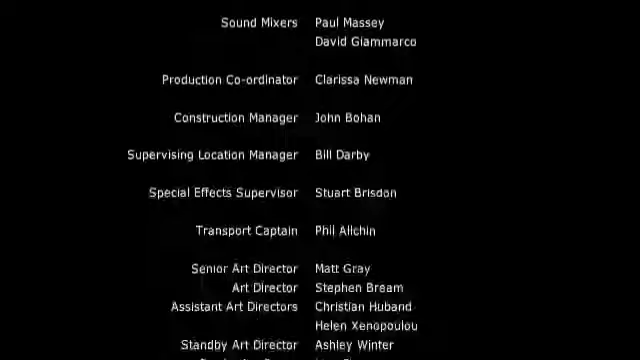 Sound Mixers Paul Massey
David Giammarco
Production Co-ordinator Clarissa Newman
Construction Manager John Bohan
Supervising Location Manager Bill Darby
Special Effects Supervisor Stuart Brisdon
Transport Captain Phil Allchin
Senior Art Director Matt Gray
Art Director Stephen Bream
Assistant Art Directors Christian Huband
Helen Xenopoulou
Standby Art Director Ashley Winter